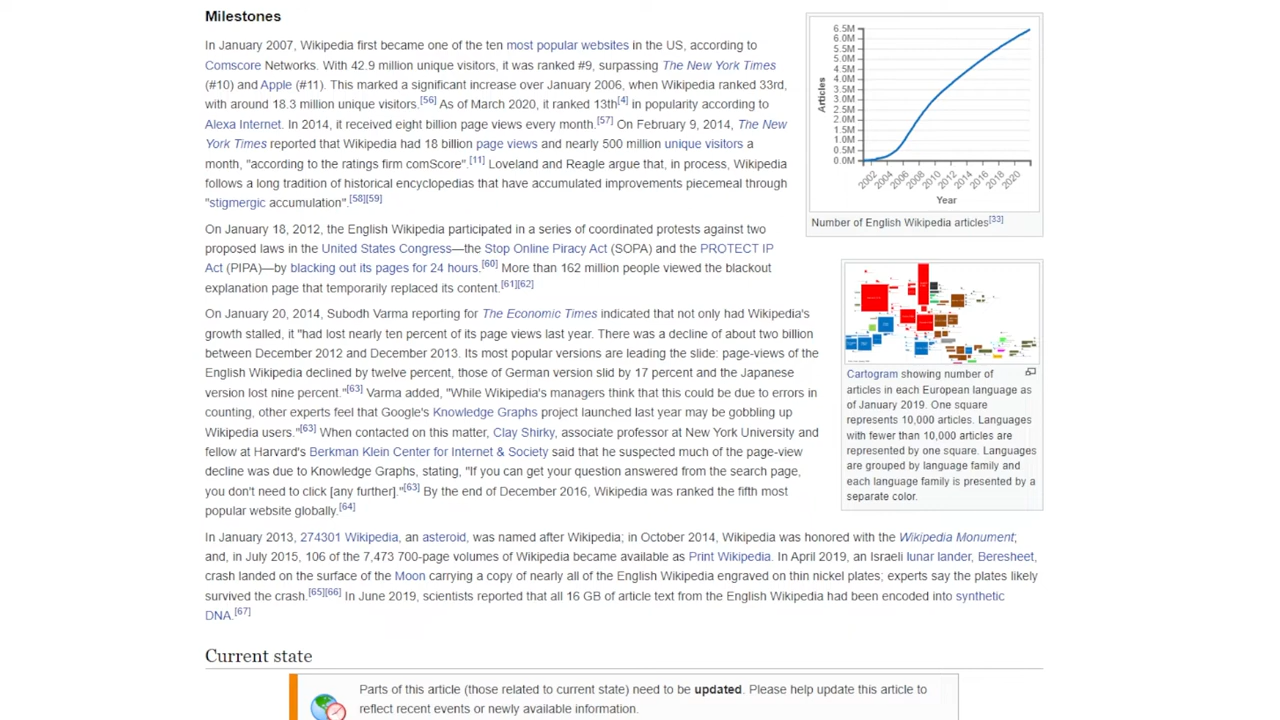 Milestones
In January 2007, Wikipedia first became one of the ten most popular websites in the US, according to
Comscore Networks. With 42.9 million unique visitors, it was ranked #9, surpassing The New York Times
(#10) and Apple (#11). This marked a significant increase over January 2006, when Wikipedia ranked 33rd,
with around 18.3 million unique visitors.[56] As of March 2020, it ranked 13th[4] in popularity according to
Alexa Internet. In 2014, it received eight billion page views every month.[57] On February 9, 2014, The New
York Times reported that Wikipedia had 18 billion page views and nearly 500 million unique visitors a
month, "according to the ratings firm comScore".[11] Loveland and Reagle argue that, in process, Wikipedia
follows a long tradition of historical encyclopedias that have accumulated improvements piecemeal through
"stigmergic accumulation".[58][59]
On January 18, 2012, the English Wikipedia participated in a series of coordinated protests against two
proposed laws in the United States Congress—the Stop Online Piracy Act (SOPA) and the PROTECT IP
Act (PIPA)—by blacking out its pages for 24 hours.[60] More than 162 million people viewed the blackout
explanation page that temporarily replaced its content.[61][62]
On January 20, 2014, Subodh Varma reporting for The Economic Times indicated that not only had Wikipedia's
growth stalled, it "had lost nearly ten percent of its page views last year. There was a decline of about two billion
between December 2012 and December 2013. Its most popular versions are leading the slide: page-views of the
English Wikipedia declined by twelve percent, those of German version slid by 17 percent and the Japanese
version lost nine percent."[63] Varma added, "While Wikipedia's managers think that this could be due to errors in
counting, other experts feel that Google's Knowledge Graphs project launched last year may be gobbling up
Wikipedia users."[63] When contacted on this matter, Clay Shirky, associate professor at New York University and
fellow at Harvard's Berkman Klein Center for Internet & Society said that he suspected much of the page-view
decline was due to Knowledge Graphs, stating, "If you can get your question answered from the search page,
you don't need to click [any further]."[63] By the end of December 2016, Wikipedia was ranked the fifth most
popular website globally.[64]
In January 2013, 274301 Wikipedia, an asteroid, was named after Wikipedia; in October 2014, Wikipedia was honored with the Wikipedia Monument;
and, in July 2015, 106 of the 7,473 700-page volumes of Wikipedia became available as Print Wikipedia. In April 2019, an Israeli lunar lander, Beresheet,
crash landed on the surface of the Moon carrying a copy of nearly all of the English Wikipedia engraved on thin nickel plates; experts say the plates likely
survived the crash.[65][66] In June 2019, scientists reported that all 16 GB of article text from the English Wikipedia had been encoded into synthetic
DNA.[67]
6.5M
6.0M
5.5M
5.0M
4.5M
4.0M
3.5M
3.0M
2.5M
2.0M
1.5M
1.0M
0.5M
0.0M
Articles
2002 2004 2006 2008 2010 2012 2014 2016 2018 2020
Year
Number of English Wikipedia articles[33]
Cartogram showing number of
articles in each European language as
of January 2019. One square
represents 10,000 articles. Languages
with fewer than 10,000 articles are
represented by one square. Languages
are grouped by language family and
each language family is presented by a
separate color.
Current state
Parts of this article (those related to current state) need to be updated. Please help update this article to
reflect recent events or newly available information.